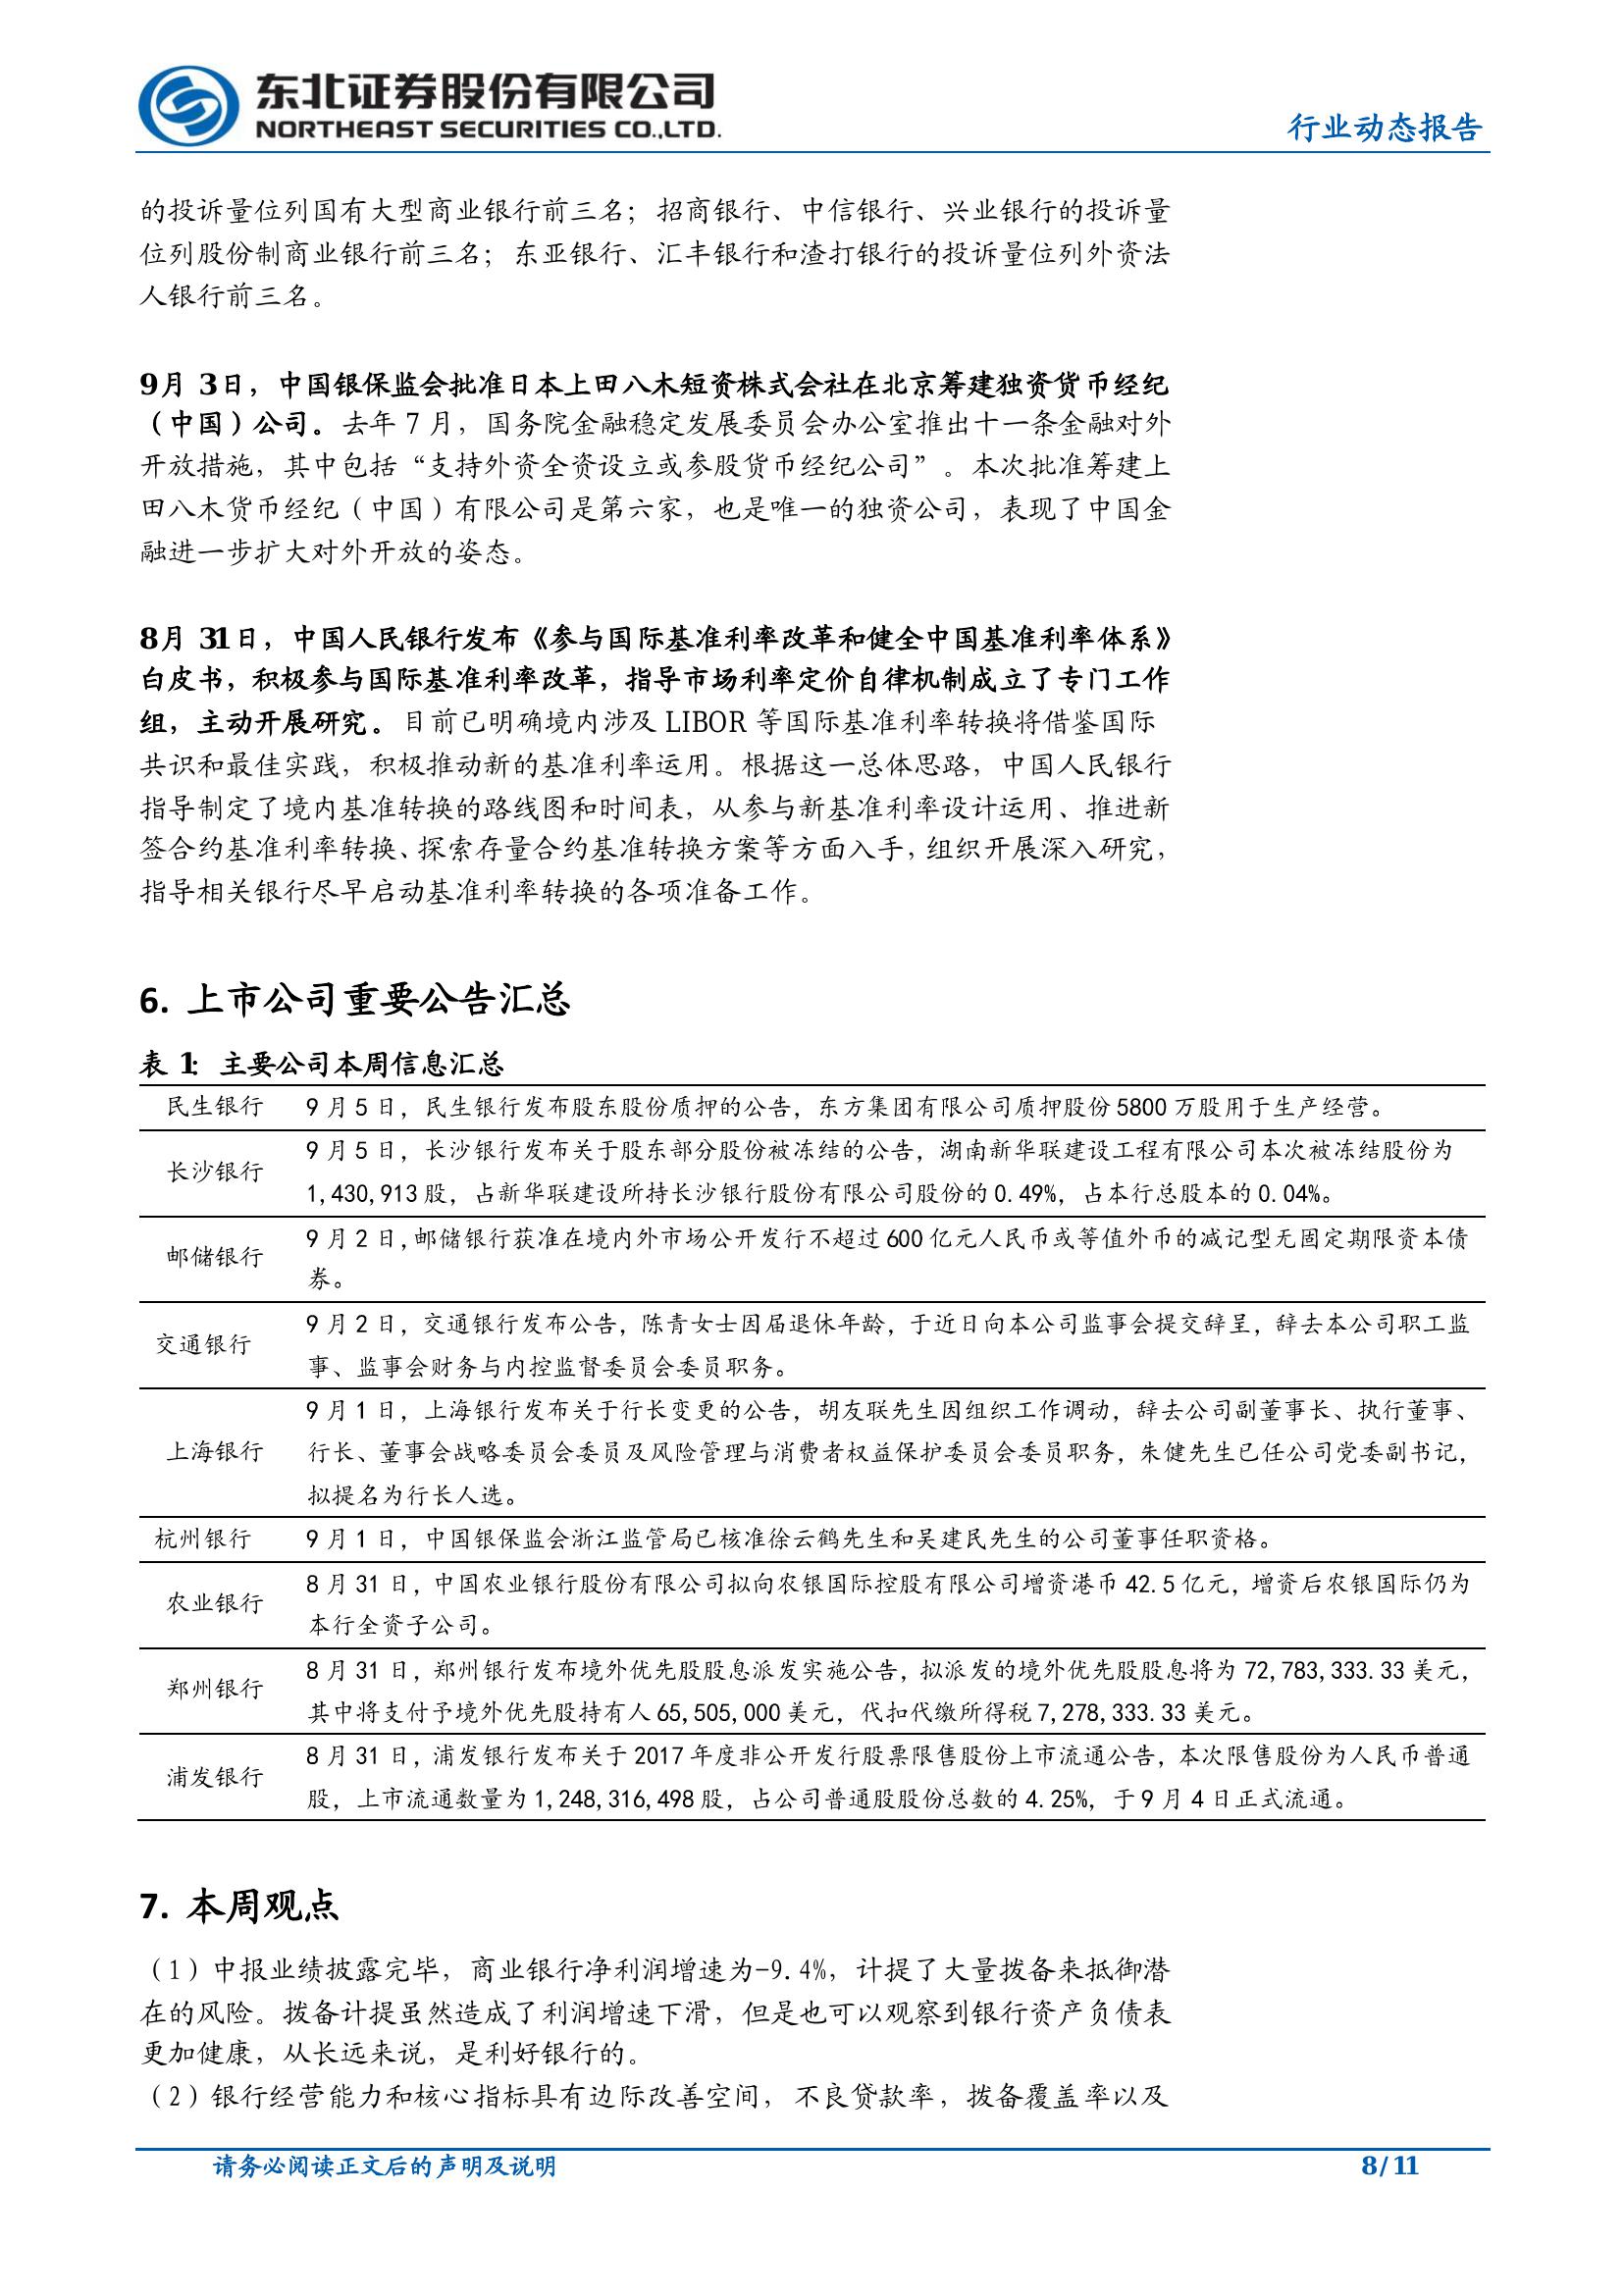 东北证券股份有限公司
NORTHEAST SECURITIES CO.,LTD.
行业动态报告
的投诉量位列国有大型商业银行前三名；招商银行、中信银行、兴业银行的投诉量
位列股份制商业银行前三名；东亚银行、汇丰银行和渣打银行的投诉量位列外资法
人银行前三名。
9月 3日，中国银保监会批准日本上田八木短资株式会社在北京筹建独资货币经纪
（中国）公司。去年 7 月，国务院金融稳定发展委员会办公室推出十一条金融对外
开放措施，其中包括“支持外资全资设立或参股货币经纪公司”。本次批准筹建上
田八木货币经纪（中国）有限公司是第六家，也是唯一的独资公司，表现了中国金
融进一步扩大对外开放的姿态。
8月 31日，中国人民银行发布《参与国际基准利率改革和健全中国基准利率体系》
白皮书，积极参与国际基准利率改革，指导市场利率定价自律机制成立了专门工作
组，主动开展研究。目前已明确境内涉及 LIBOR 等国际基准利率转换将借鉴国际
共识和最佳实践，积极推动新的基准利率运用。根据这一总体思路，中国人民银行
指导制定了境内基准转换的路线图和时间表，从参与新基准利率设计运用、推进新
签合约基准利率转换、探索存量合约基准转换方案等方面入手，组织开展深入研究，
指导相关银行尽早启动基准利率转换的各项准备工作。
6. 上市公司重要公告汇总
表 1: 主要公司本周信息汇总
民生银行 9 月 5 日，民生银行发布股东股份质押的公告，东方集团有限公司质押股份 5800 万股用于生产经营。
长沙银行 9 月 5 日，长沙银行发布关于股东部分股份被冻结的公告，湖南新华联建设工程有限公司本次被冻结股份为
1,430,913 股，占新华联建设所持长沙银行股份有限公司股份的 0.49%，占本行总股本的 0.04%。
邮储银行 9 月 2 日，邮储银行获准在境内外市场公开发行不超过 600 亿元人民币或等值外币的减记型无固定期限资本债
券。
交通银行 9 月 2 日，交通银行发布公告，陈青女士因届退休年龄，于近日向本公司监事会提交辞呈，辞去本公司职工监
事、监事会财务与内控监督委员会委员职务。
上海银行 9 月 1 日，上海银行发布关于行长变更的公告，胡友联先生因组织工作调动，辞去公司副董事长、执行董事、
行长、董事会战略委员会委员及风险管理与消费者权益保护委员会委员职务，朱健先生已任公司党委副书记，
拟提名为行长人选。
杭州银行 9 月 1 日，中国银保监会浙江监管局已核准徐云鹤先生和吴建民先生的公司董事任职资格。
农业银行 8 月 31 日，中国农业银行股份有限公司拟向农银国际控股有限公司增资港币 42.5 亿元，增资后农银国际仍为
本行全资子公司。
郑州银行 8 月 31 日，郑州银行发布境外优先股股息派发实施公告，拟派发的境外优先股股息将为 72,783,333.33 美元，
其中将支付予境外优先股持有人 65,505,000 美元，代扣代缴所得税 7,278,333.33 美元。
浦发银行 8 月 31 日，浦发银行发布关于 2017 年度非公开发行股票限售股份上市流通公告，本次限售股份为人民币普通
股，上市流通数量为 1,248,316,498 股，占公司普通股股份总数的 4.25%，于 9 月 4 日正式流通。
7. 本周观点
（1）中报业绩披露完毕，商业银行净利润增速为-9.4%，计提了大量拨备来抵御潜
在的风险。拨备计提虽然造成了利润增速下滑，但是也可以观察到银行资产负债表
更加健康，从长远来说，是利好银行的。
（2）银行经营能力和核心指标具有边际改善空间，不良贷款率，拨备覆盖率以及
请务必阅读正文后的声明及说明
8/11